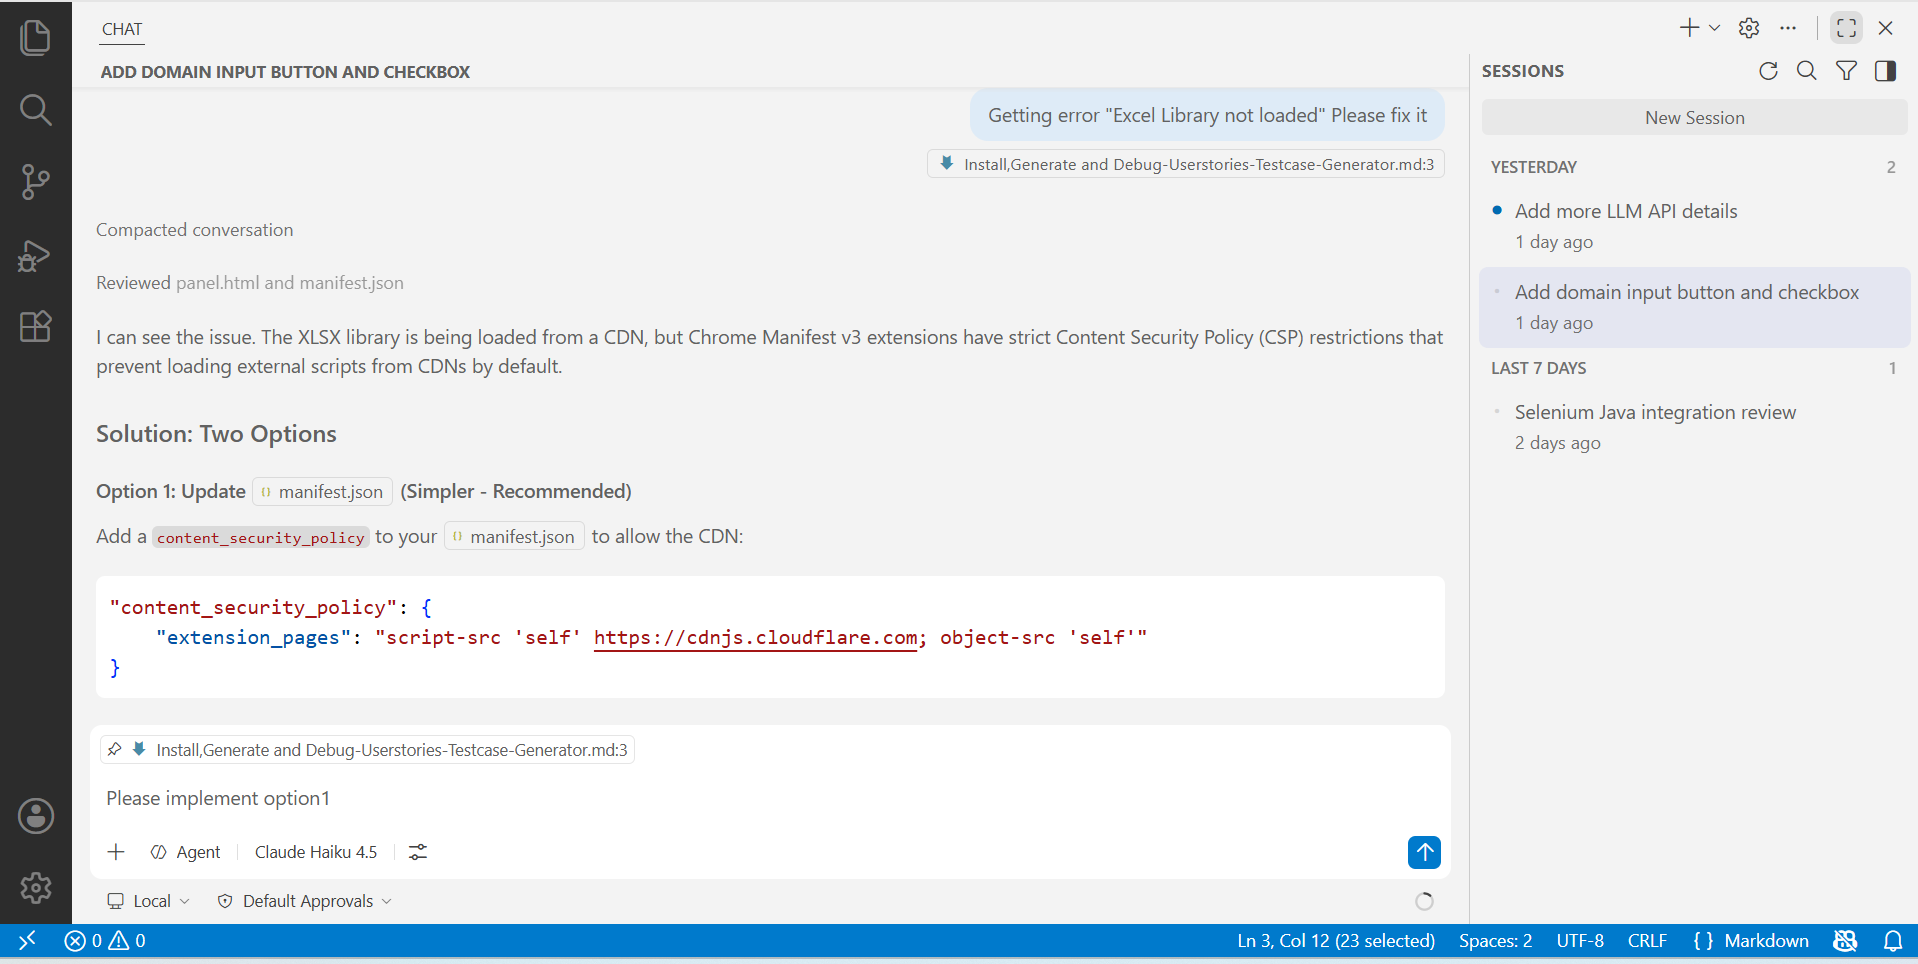 CHAT
ADD DOMAIN INPUT BUTTON AND CHECKBOX
Getting error "Excel Library not loaded" Please fix it
Install,Generate and Debug-Userstories-Testcase-Generator.md:3
Compacted conversation
Reviewed panel.html and manifest.json
I can see the issue. The XLSX library is being loaded from a CDN, but Chrome Manifest v3 extensions have strict Content Security Policy (CSP) restrictions that
prevent loading external scripts from CDNs by default.
Solution: Two Options
Option 1: Update {} manifest.json (Simpler - Recommended)
Add a content_security_policy to your {} manifest.json to allow the CDN:
"content_security_policy": {
    "extension_pages": "script-src 'self' https://cdnjs.cloudflare.com; object-src 'self'"
}
Install,Generate and Debug-Userstories-Testcase-Generator.md:3
Please implement option1
Agent
Claude Haiku 4.5
Local
Default Approvals
SESSIONS
New Session
YESTERDAY 2
Add more LLM API details
1 day ago
Add domain input button and checkbox
1 day ago
LAST 7 DAYS 1
Selenium Java integration review
2 days ago
0 0
Ln 3, Col 12 (23 selected)
Spaces: 2
UTF-8
CRLF
{ } Markdown